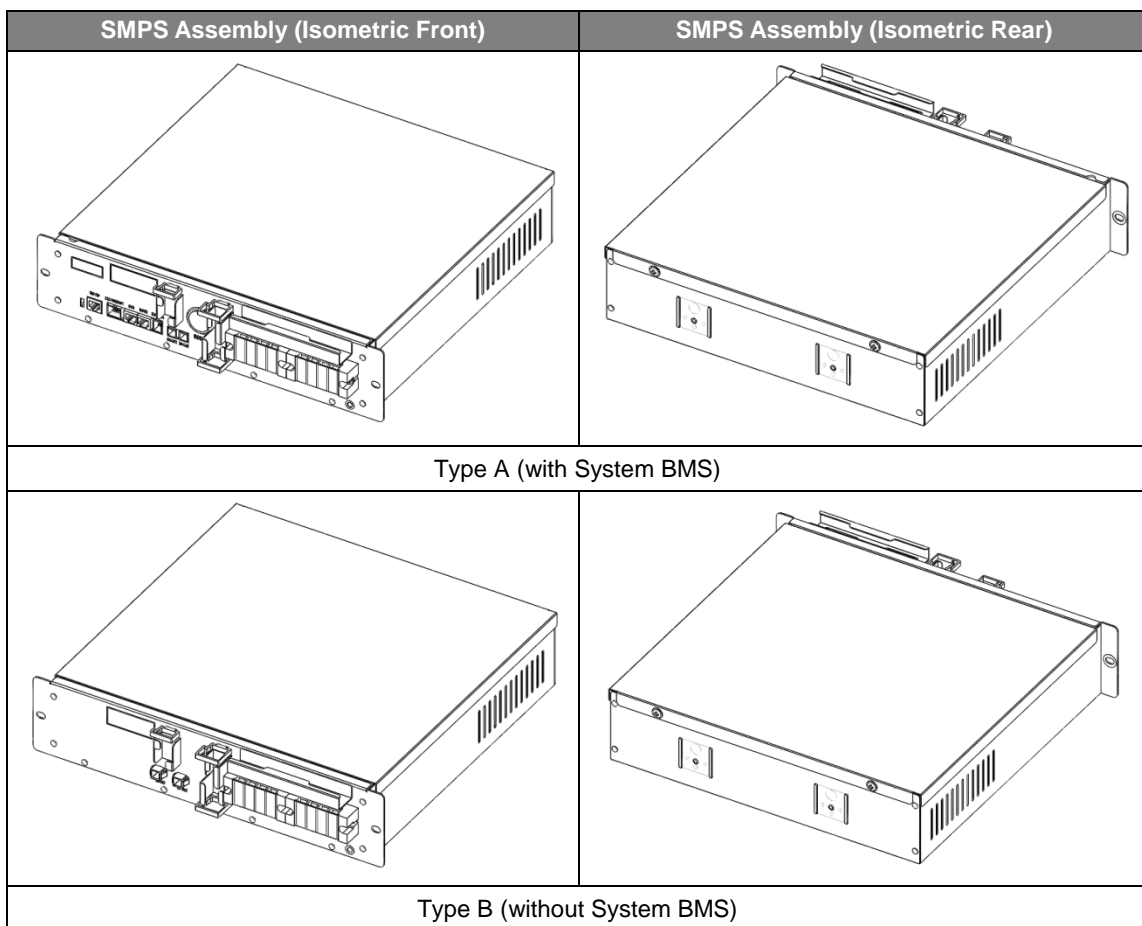 SMPS Assembly (Isometric Front)
SMPS Assembly (Isometric Rear)
Type A (with System BMS)
Type B (without System BMS)